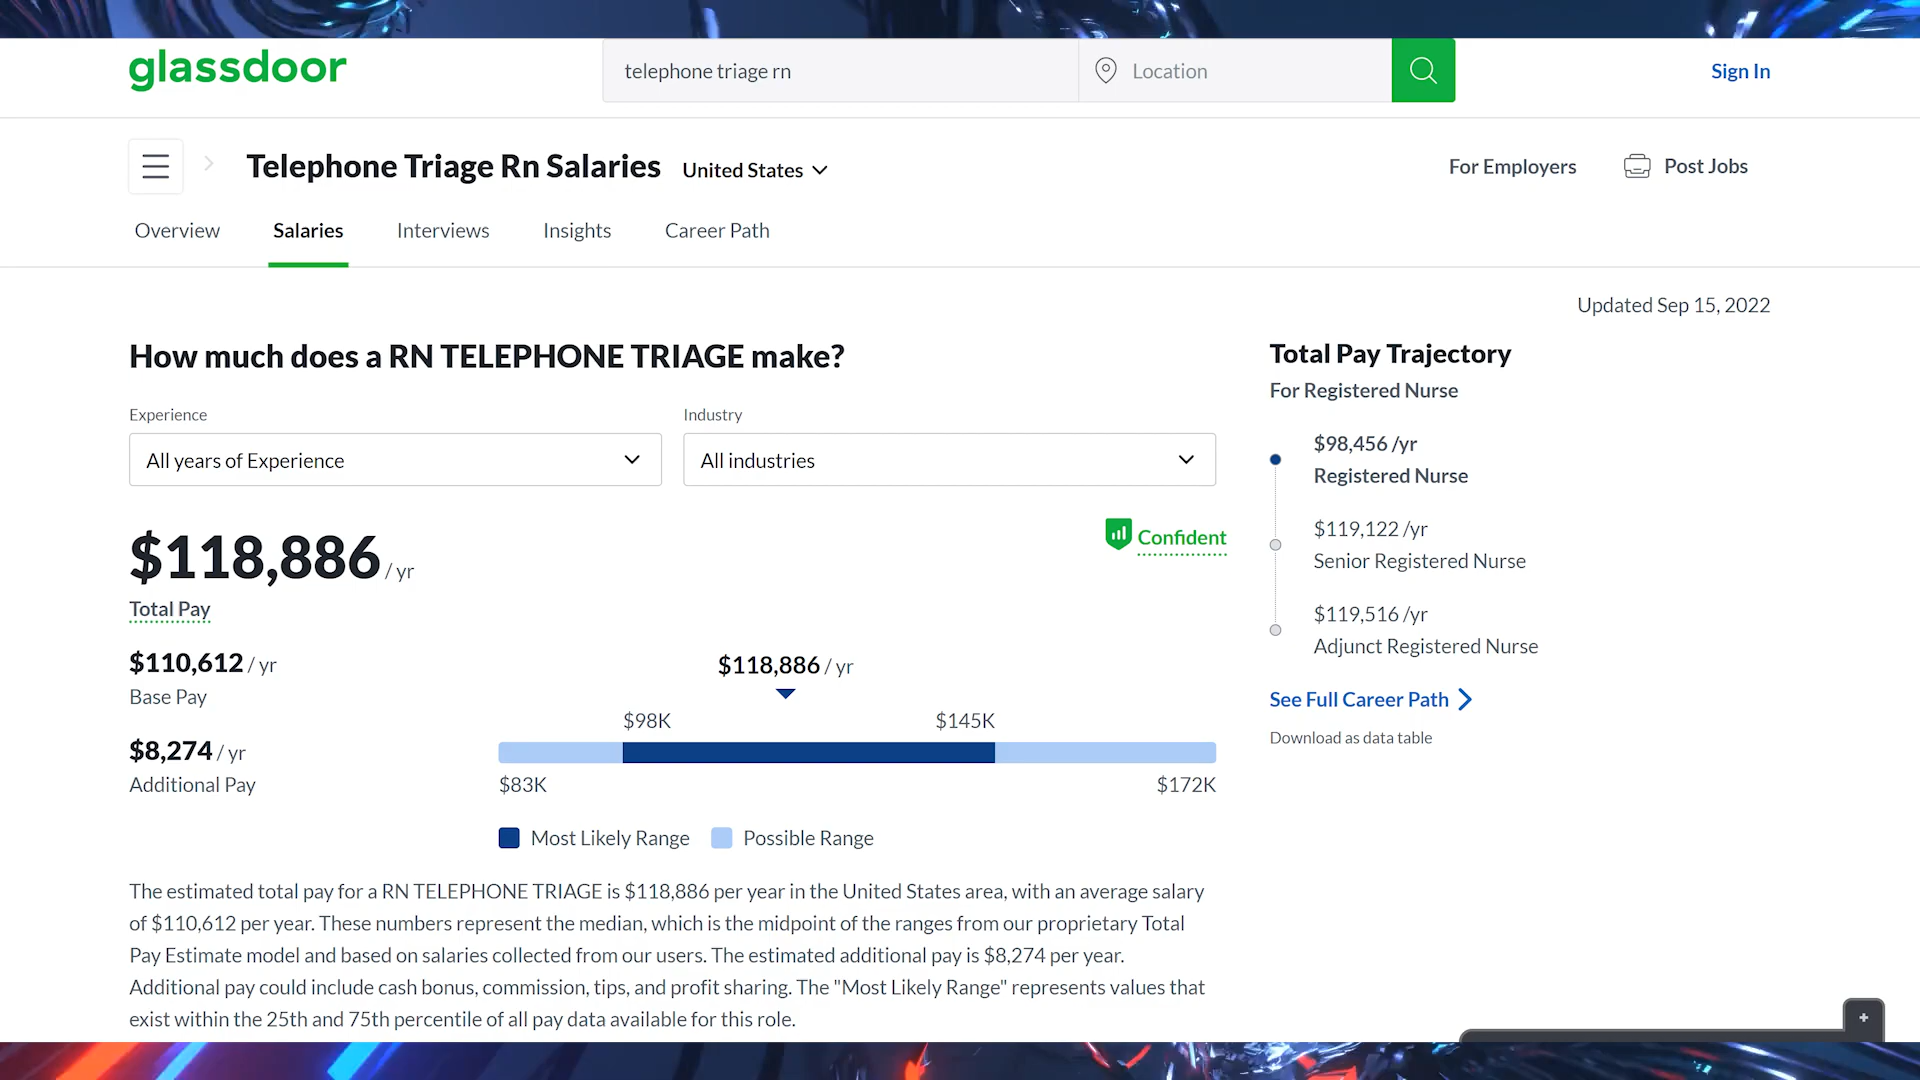 glassdoor
telephone triage rn
Location
Sign In
Telephone Triage Rn Salaries
United States
For Employers
Post Jobs
Overview
Salaries
Interviews
Insights
Career Path
Updated Sep 15, 2022
How much does a RN TELEPHONE TRIAGE make?
Experience
Industry
All years of Experience
All industries
$118,886 / yr
Total Pay
Confident
$110,612 / yr
Base Pay
$8,274 / yr
Additional Pay
$118,886 / yr
$98K
$145K
$83K
$172K
Most Likely Range
Possible Range
The estimated total pay for a RN TELEPHONE TRIAGE is $118,886 per year in the United States area, with an average salary
of $110,612 per year. These numbers represent the median, which is the midpoint of the ranges from our proprietary Total
Pay Estimate model and based on salaries collected from our users. The estimated additional pay is $8,274 per year.
Additional pay could include cash bonus, commission, tips, and profit sharing. The "Most Likely Range" represents values that
exist within the 25th and 75th percentile of all pay data available for this role.
Total Pay Trajectory
For Registered Nurse
$98,456 /yr
Registered Nurse
$119,122 /yr
Senior Registered Nurse
$119,516 /yr
Adjunct Registered Nurse
See Full Career Path
Download as data table